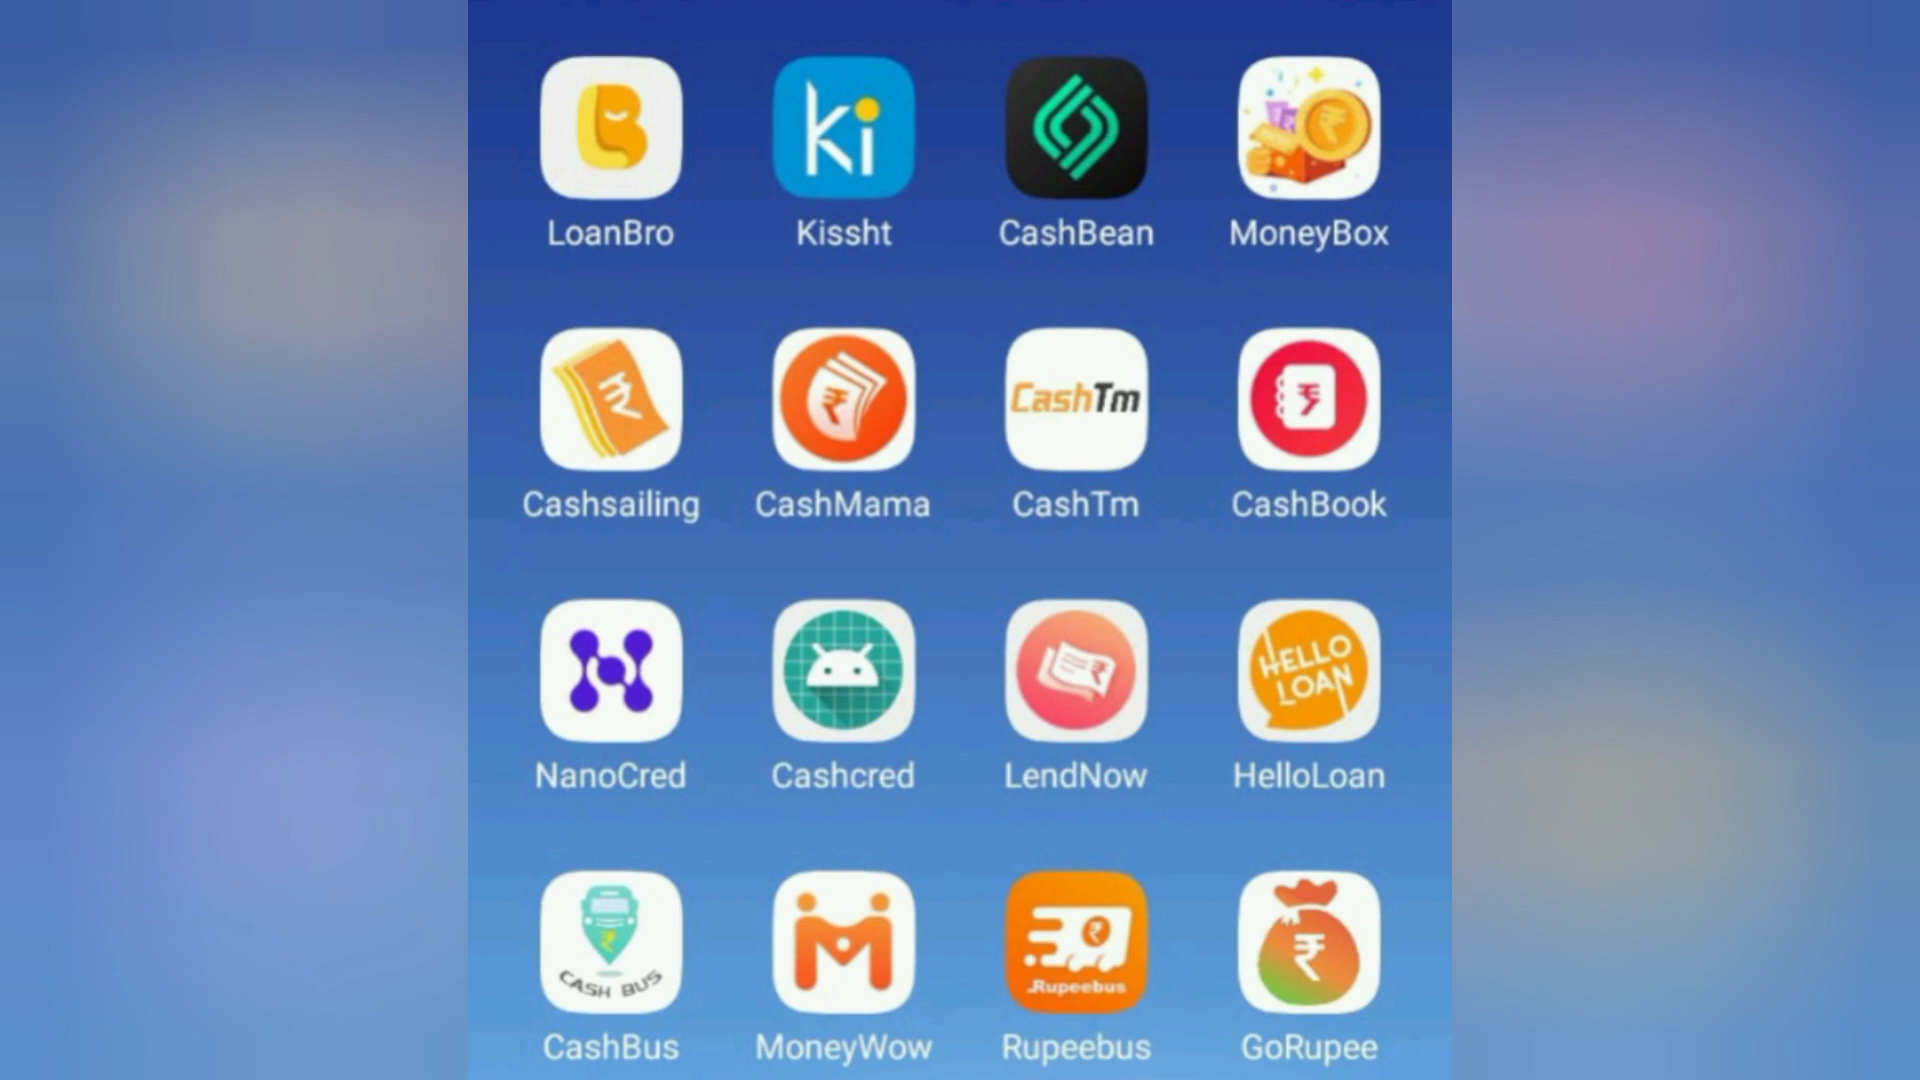 ki
LoanBro Kissht CashBean MoneyBox
CashTm
Cashsailing CashMama CashTm CashBook
HELLO
LOAN
NanoCred Cashcred LendNow HelloLoan
CASH BUS
Rupeebus
CashBus MoneyWow Rupeebus GoRupee